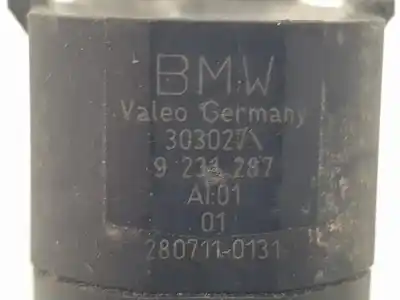 BMW
Valeo Germany
303027\
9 231 287
AI:01
01
280711-0131